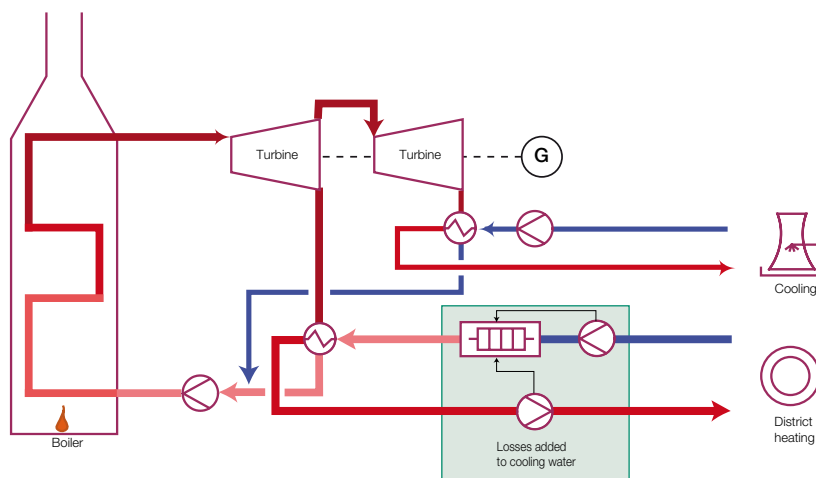 Turbine
Turbine
G
Cooling
Boiler
Losses added
to cooling water
District
heating